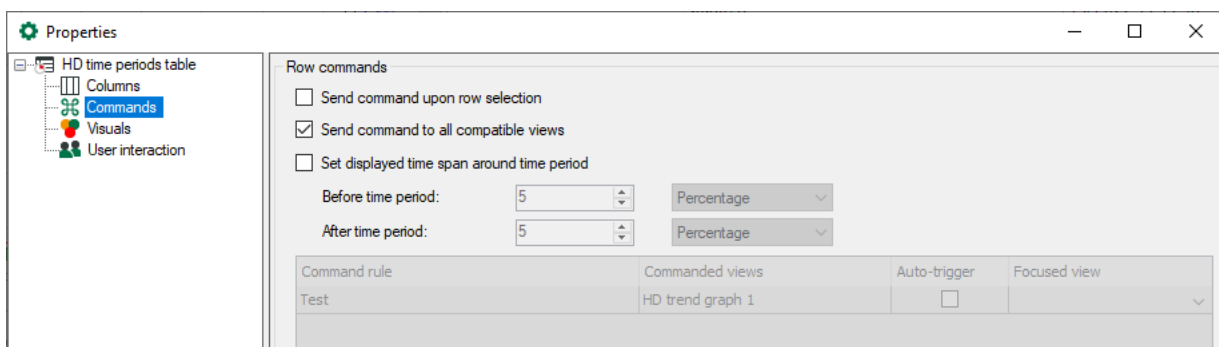 Properties
HD time periods table
Columns
Commands
Visuals
User interaction
Row commands
Send command upon row selection
Send command to all compatible views
Set displayed time span around time period
Before time period: 5 Percentage
After time period: 5 Percentage
Command rule Commanded views Auto-trigger Focused view
Test HD trend graph 1